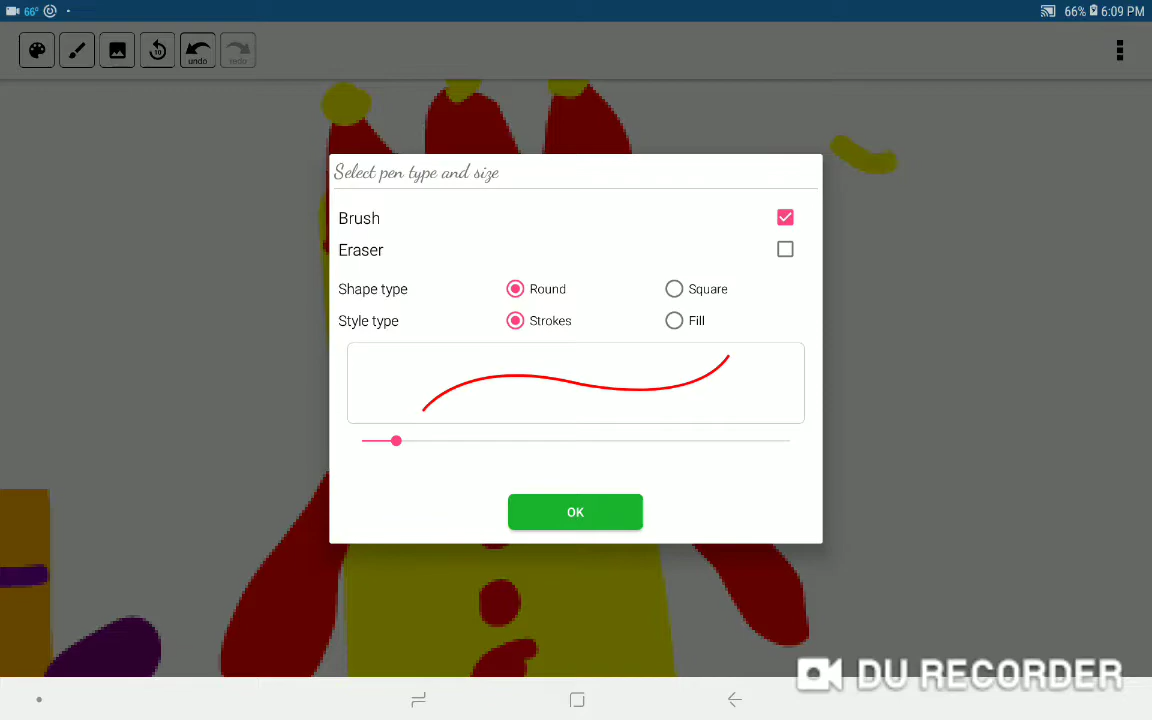 66° 66% 6:09 PM
10 undo redo
Select pen type and size
Brush
Eraser
Shape type Round Square
Style type Strokes Fill
OK
DU RECORDER